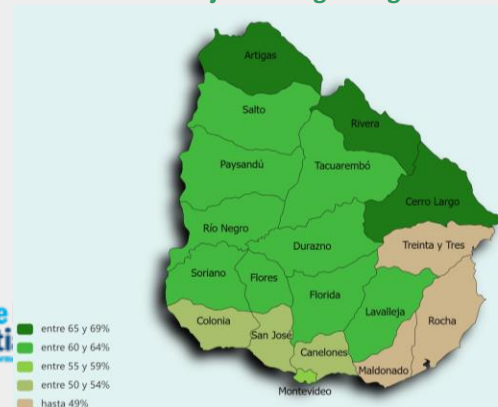 Artigas
Salto
Rivera
Paysandú
Tacuarembó
Cerro Largo
Río Negro
Durazno
Treinta y Tres
Soriano
Flores
Florida
Lavalleja
Colonia
San José
Canelones
Rocha
Maldonado
Montevideo
entre 65 y 69%
entre 60 y 64%
entre 55 y 59%
entre 50 y 54%
hasta 49%